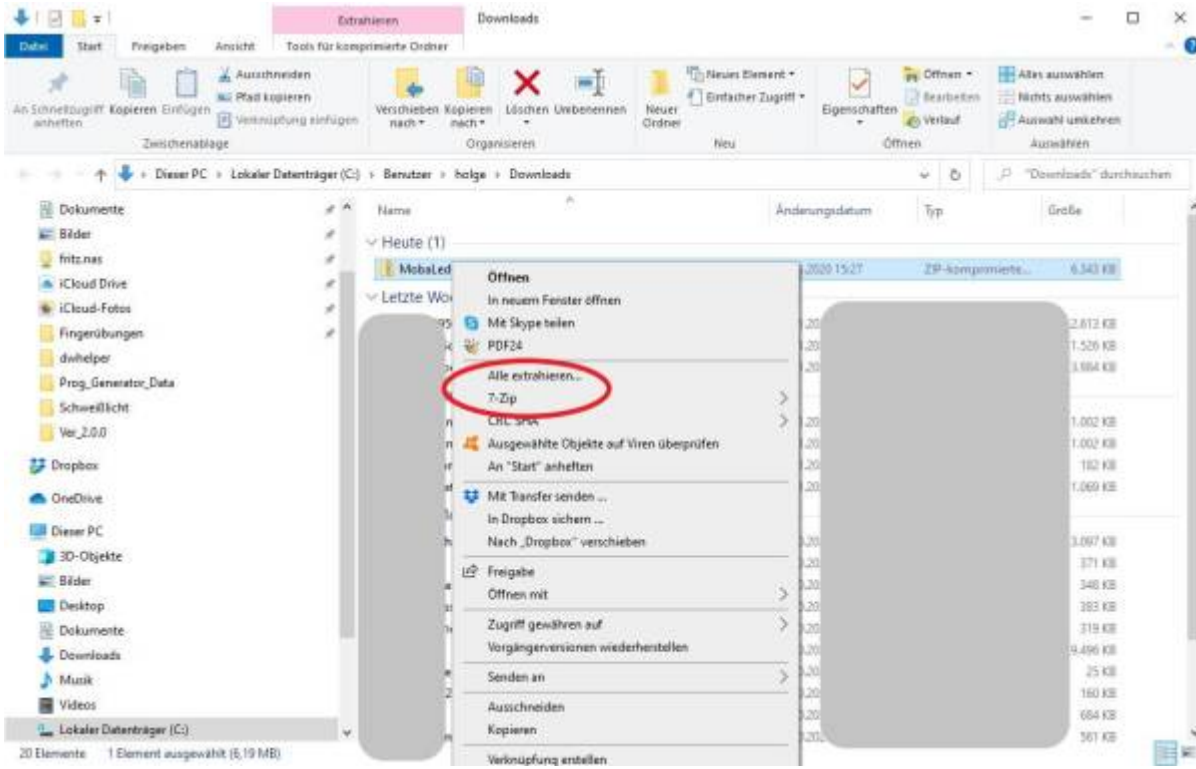 Extrahieren Downloads
Datei Start Freigeben Ansicht Tools für komprimierte Ordner
An Schnellzugriff anheften
Kopieren
Einfügen
Ausschneiden
Pfad kopieren
Verknüpfung einfügen
Zwischenablage
Verschieben nach
Kopieren nach
Löschen
Umbenennen
Organisieren
Neuer Ordner
Neues Element
Einfacher Zugriff
Neu
Eigenschaften
Öffnen
Bearbeiten
Verlauf
Öffnen
Alles auswählen
Nichts auswählen
Auswahl umkehren
Auswählen
Dieser PC › Lokaler Datenträger (C:) › Benutzer › holge › Downloads
"Downloads" durchsuchen
Dokumente
Bilder
fritz.nas
iCloud Drive
iCloud-Fotos
Fingerübungen
dwhelper
Prog_Generator_Data
Schweißlicht
Ver_2.0.0
Dropbox
OneDrive
Dieser PC
3D-Objekte
Bilder
Desktop
Dokumente
Downloads
Musik
Videos
Lokaler Datenträger (C:)
Name Änderungsdatum Typ Größe
Heute (1)
MobaLed .2020 15:27 ZIP-komprimierte... 6.343 KB
Letzte Wo
Öffnen
In neuem Fenster öffnen
Mit Skype teilen
PDF24
Alle extrahieren...
7-Zip
CRC SHA
Ausgewählte Objekte auf Viren überprüfen
An "Start" anheften
Mit Transfer senden ...
In Dropbox sichern ...
Nach „Dropbox" verschieben
Freigabe
Öffnen mit
Zugriff gewähren auf
Vorgängerversionen wiederherstellen
Senden an
Ausschneiden
Kopieren
Verknüpfung erstellen
2.612 KB
1.526 KB
3.984 KB
1.002 KB
1.002 KB
182 KB
1.069 KB
3.097 KB
371 KB
348 KB
383 KB
319 KB
9.496 KB
25 KB
160 KB
684 KB
561 KB
20 Elemente 1 Element ausgewählt (6,19 MB)